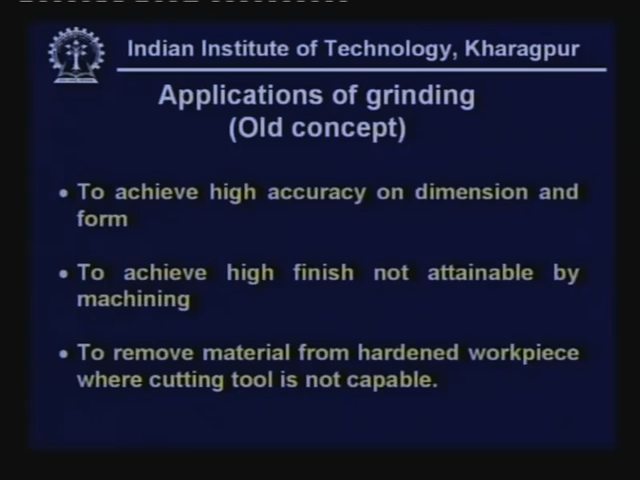 Indian Institute of Technology, Kharagpur
Applications of grinding
(Old concept)
• To achieve high accuracy on dimension and
form
• To achieve high finish not attainable by
machining
• To remove material from hardened workpiece
where cutting tool is not capable.